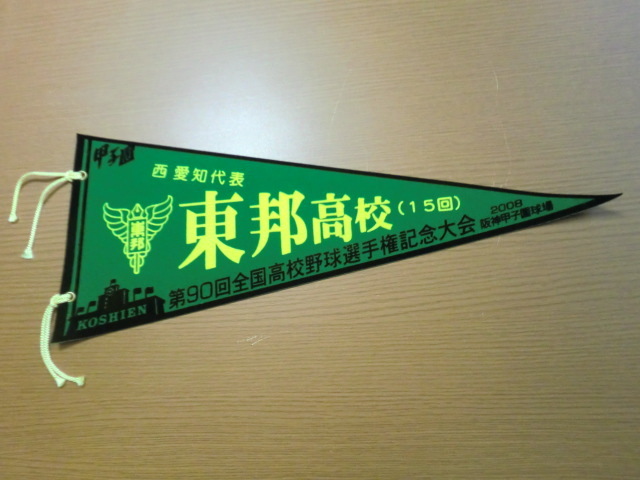 甲子園
西愛知代表
東邦高校(15回)
東邦
第90回全国高校野球選手権記念大会
2008
阪神甲子園球場
KOSHIEN